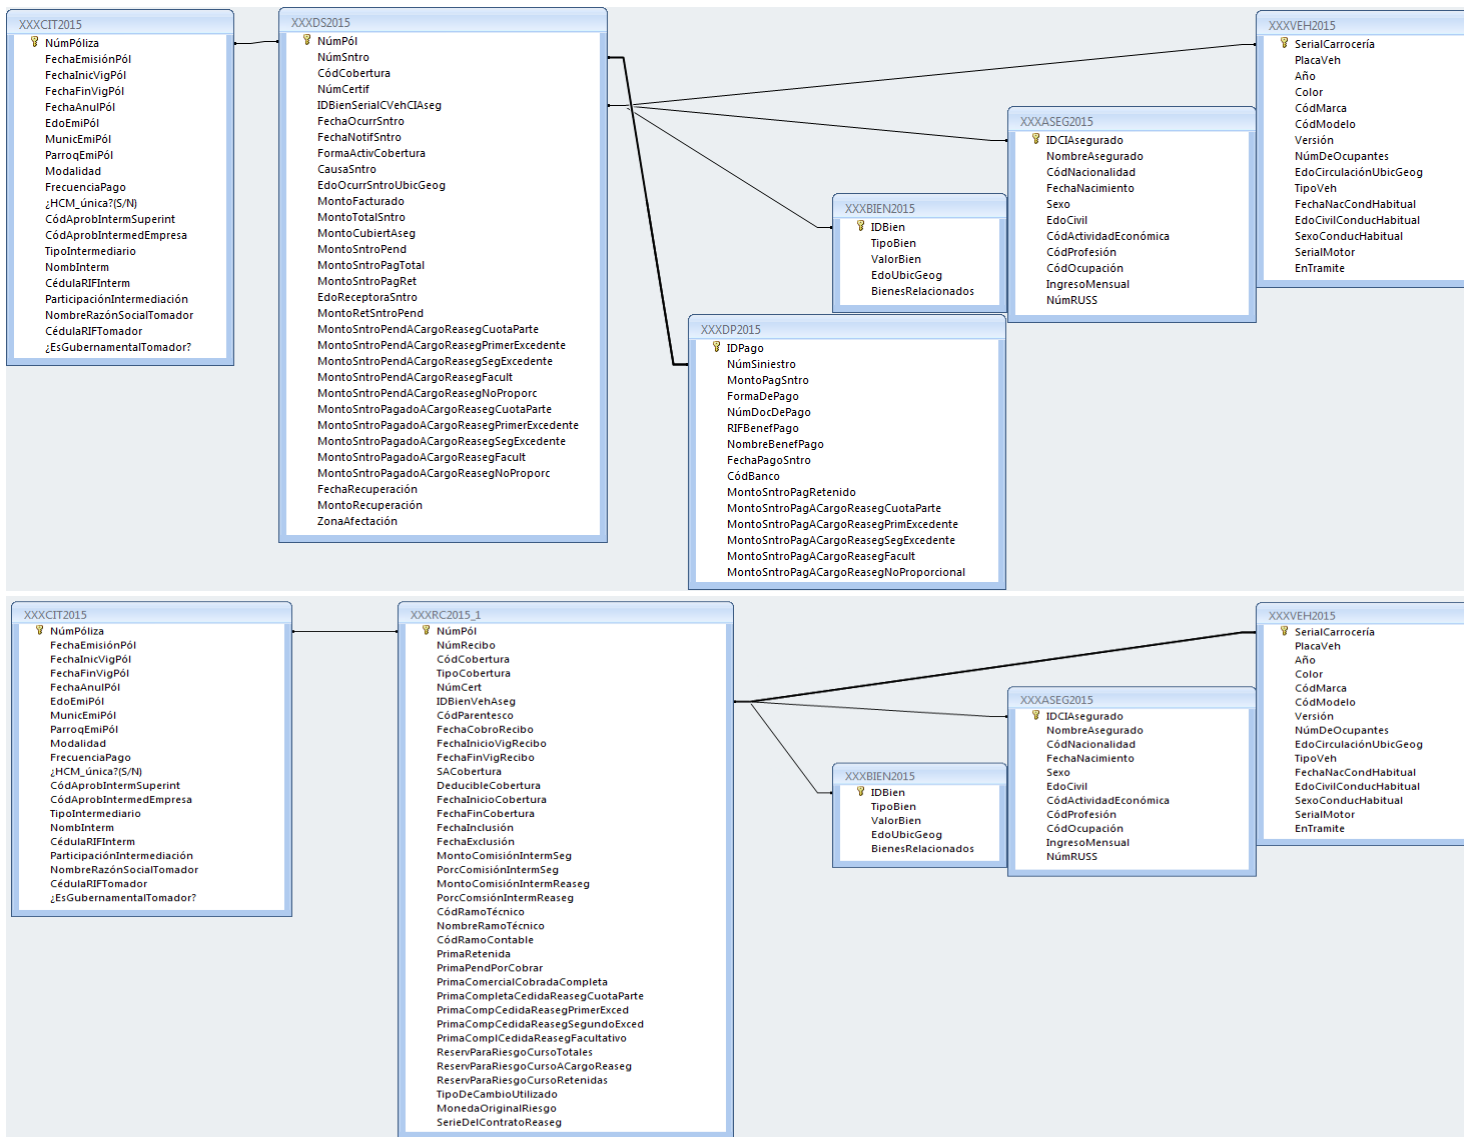 XXXCIT2015
NúmPóliza
FechaEmisiónPól
FechaInicVigPól
FechaFinVigPól
FechaAnulPól
EdoEmiPól
MunicEmiPól
ParroqEmiPól
Modalidad
FrecuenciaPago
¿HCM_única?(S/N)
CódAprobIntermSuperint
CódAprobIntermedEmpresa
TipoIntermediario
NombInterm
CédulaRIFInterm
ParticipaciónIntermediación
NombreRazónSocialTomador
CédulaRIFTomador
¿EsGubernamentalTomador?
XXXDS2015
NúmPól
NúmSntro
CódCobertura
NúmCertif
IDBienSerialCVehCIAseg
FechaOcurrSntro
FechaNotifSntro
FormaActivCobertura
CausaSntro
EdoOcurrSntroUbicGeog
MontoFacturado
MontoTotalSntro
MontoCubiertAseg
MontoSntroPend
MontoSntroPagTotal
MontoSntroPagRet
EdoReceptoraSntro
MontoRetSntroPend
MontoSntroPendACargoReasegCuotaParte
MontoSntroPendACargoReasegPrimerExcedente
MontoSntroPendACargoReasegSegExcedente
MontoSntroPendACargoReasegFacult
MontoSntroPendACargoReasegNoProporc
MontoSntroPagadoACargoReasegCuotaParte
MontoSntroPagadoACargoReasegPrimerExcedente
MontoSntroPagadoACargoReasegSegExcedente
MontoSntroPagadoACargoReasegFacult
MontoSntroPagadoACargoReasegNoProporc
FechaRecuperación
MontoRecuperación
ZonaAfectación
XXXDP2015
IDPago
NúmSiniestro
MontoPagSntro
FormaDePago
NúmDocDePago
RIFBenefPago
NombreBenefPago
FechaPagoSntro
CódBanco
MontoSntroPagRetenido
MontoSntroPagACargoReasegCuotaParte
MontoSntroPagACargoReasegPrimExcedente
MontoSntroPagACargoReasegSegExcedente
MontoSntroPagACargoReasegFacult
MontoSntroPagACargoReasegNoProporcional
XXXBIEN2015
IDBien
TipoBien
ValorBien
EdoUbicGeog
BienesRelacionados
XXXASEG2015
IDCIAsegurado
NombreAsegurado
CódNacionalidad
FechaNacimiento
Sexo
EdoCivil
CódActividadEconómica
CódProfesión
CódOcupación
IngresoMensual
NúmRUSS
XXXVEH2015
SerialCarrocería
PlacaVeh
Año
Color
CódMarca
CódModelo
Versión
NúmDeOcupantes
EdoCirculaciónUbicGeog
TipoVeh
FechaNacCondHabitual
EdoCivilConducHabitual
SexoConducHabitual
SerialMotor
EnTramite
XXXCIT2015
NúmPóliza
FechaEmisiónPól
FechaInicVigPól
FechaFinVigPól
FechaAnulPól
EdoEmiPól
MunicEmiPól
ParroqEmiPól
Modalidad
FrecuenciaPago
¿HCM_única?(S/N)
CódAprobIntermSuperint
CódAprobIntermedEmpresa
TipoIntermediario
NombInterm
CédulaRIFInterm
ParticipaciónIntermediación
NombreRazónSocialTomador
CédulaRIFTomador
¿EsGubernamentalTomador?
XXXRC2015_1
NúmPól
NúmRecibo
CódCobertura
TipoCobertura
NúmCert
IDBienVehAseg
CódParentesco
FechaCobroRecibo
FechaInicioVigRecibo
FechaFinVigRecibo
SACobertura
DeducibleCobertura
FechaInicioCobertura
FechaFinCobertura
FechaInclusión
FechaExclusión
MontoComisiónIntermSeg
PorcComisiónIntermSeg
MontoComisiónIntermReaseg
PorcComsiónIntermReaseg
CódRamoTécnico
NombreRamoTécnico
CódRamoContable
PrimaRetenida
PrimaPendPorCobrar
PrimaComercialCobradaCompleta
PrimaCompletaCedidaReasegCuotaParte
PrimaCompCedidaReasegPrimerExced
PrimaCompCedidaReasegSegundoExced
PrimaComplCedidaReasegFacultativo
ReservParaRiesgoCursoTotales
ReservParaRiesgoCursoACargoReaseg
ReservParaRiesgoCursoRetenidas
TipoDeCambioUtilizado
MonedaOriginalRiesgo
SerieDelContratoReaseg
XXXBIEN2015
IDBien
TipoBien
ValorBien
EdoUbicGeog
BienesRelacionados
XXXASEG2015
IDCIAsegurado
NombreAsegurado
CódNacionalidad
FechaNacimiento
Sexo
EdoCivil
CódActividadEconómica
CódProfesión
CódOcupación
IngresoMensual
NúmRUSS
XXXVEH2015
SerialCarrocería
PlacaVeh
Año
Color
CódMarca
CódModelo
Versión
NúmDeOcupantes
EdoCirculaciónUbicGeog
TipoVeh
FechaNacCondHabitual
EdoCivilConducHabitual
SexoConducHabitual
SerialMotor
EnTramite